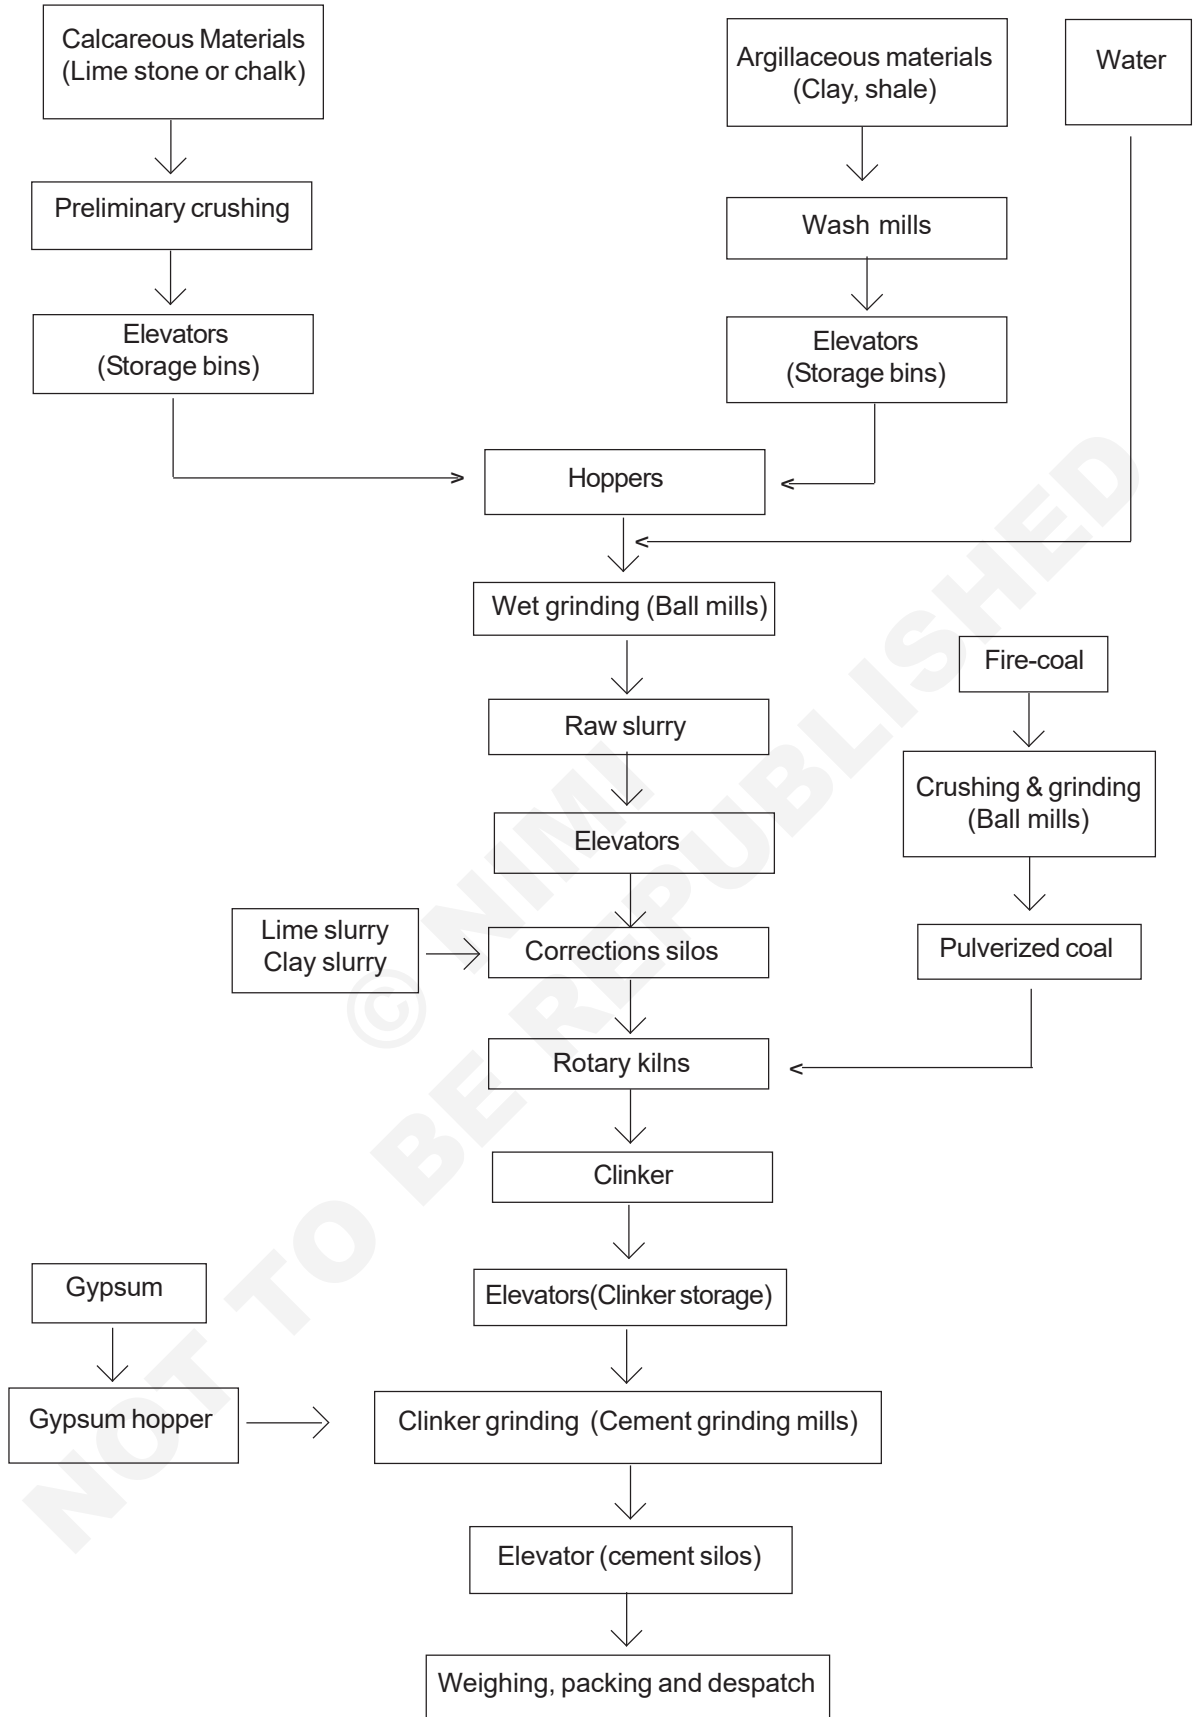 Calcareous Materials
(Lime stone or chalk)
Argillaceous materials
(Clay, shale)
Water
Preliminary crushing
Wash mills
Elevators
(Storage bins)
Elevators
(Storage bins)
Hoppers
Wet grinding (Ball mills)
Fire-coal
Raw slurry
Crushing & grinding
(Ball mills)
Elevators
Lime slurry
Clay slurry
Corrections silos
Pulverized coal
Rotary kilns
Clinker
Gypsum
Elevators(Clinker storage)
Gypsum hopper
Clinker grinding (Cement grinding mills)
Elevator (cement silos)
Weighing, packing and despatch
© NIMI
NOT TO BE REPUBLISHED